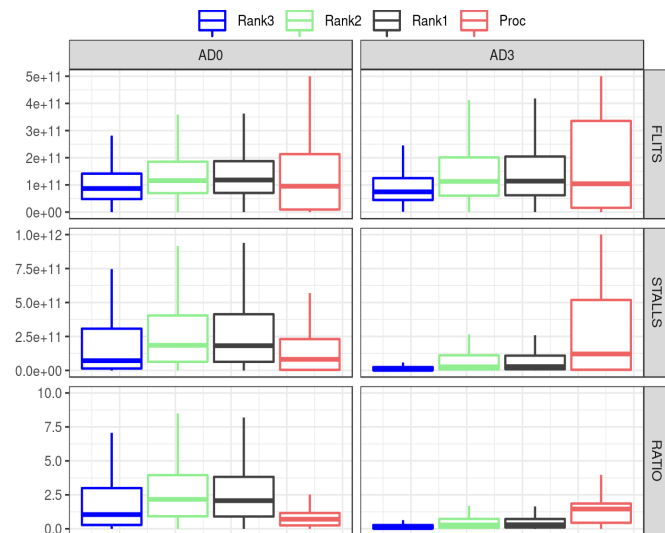 Rank3 Rank2 Rank1 Proc
AD0 AD3
5e+11
4e+11
3e+11
2e+11
1e+11
0e+00
FLITS
1.0e+12
7.5e+11
5.0e+11
2.5e+11
0.0e+00
STALLS
10.0
7.5
5.0
2.5
0.0
RATIO